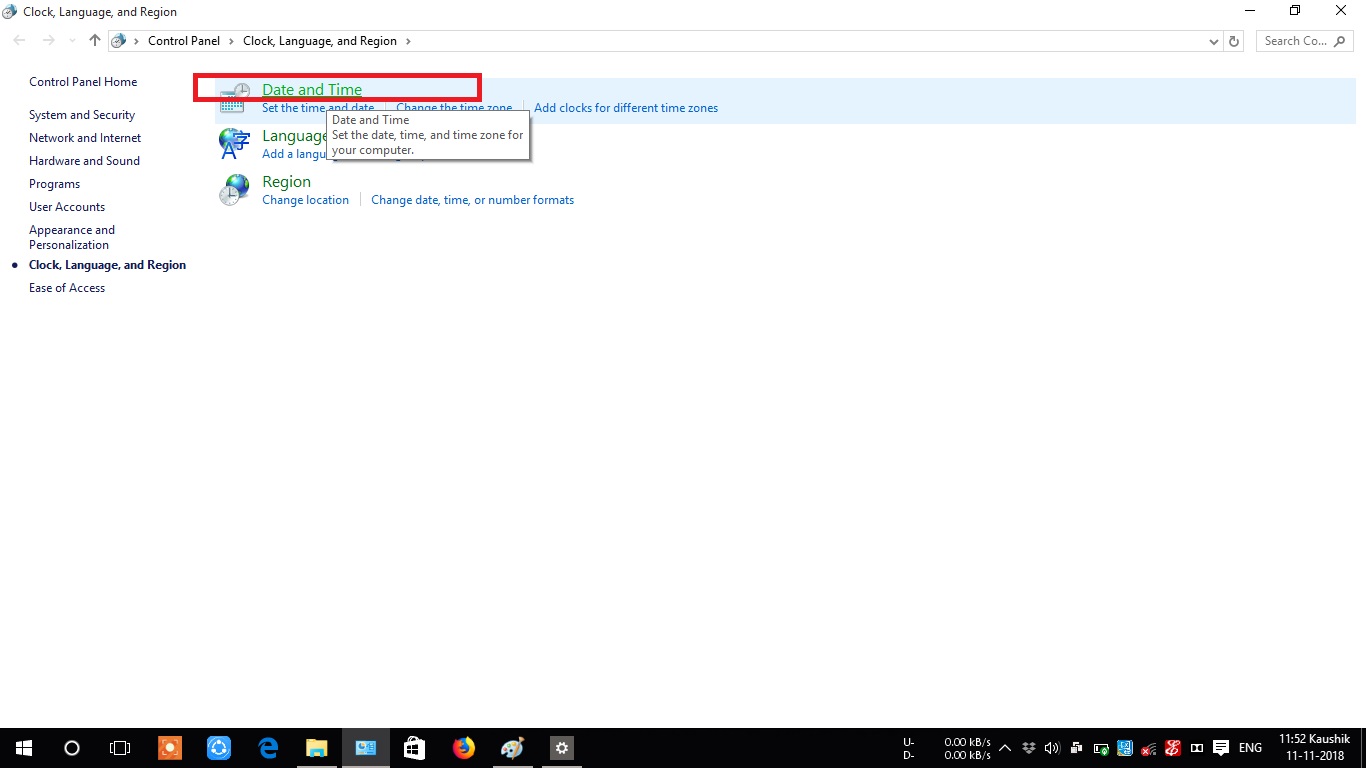 Clock, Language, and Region
Control Panel > Clock, Language, and Region >
Search Co...
Control Panel Home
System and Security
Network and Internet
Hardware and Sound
Programs
User Accounts
Appearance and
Personalization
Clock, Language, and Region
Ease of Access
Date and Time
Set the time and date
Change the time zone
Add clocks for different time zones
Date and Time
Set the date, time, and time zone for
your computer.
Language
Add a langu
Region
Change location
Change date, time, or number formats
U- 0.00 kB/s
D- 0.00 kB/s
ENG
11:52 Kaushik
11-11-2018